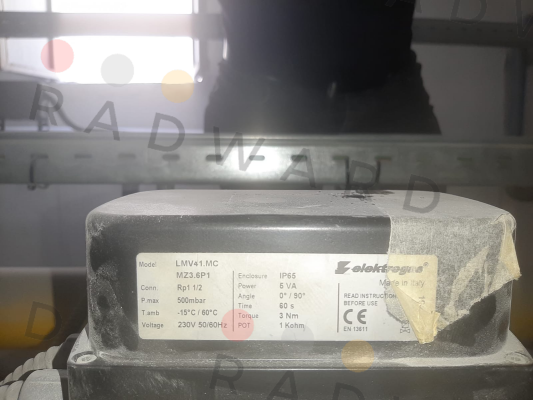 RADWARD
Model LMV41.MC
MZ3.6P1
Conn. Rp1 1/2
P.max 500mbar
T.amb -15°C / 60°C
Voltage 230V 50/60Hz
Enclosure IP65
Power 5 VA
Angle 0° / 90°
Time 60 s
Torque 3 Nm
POT 1 Kohm
elektrogas
Made in Italy
READ INSTRUCTION
BEFORE USE
CE
EN 13611
RADWARD